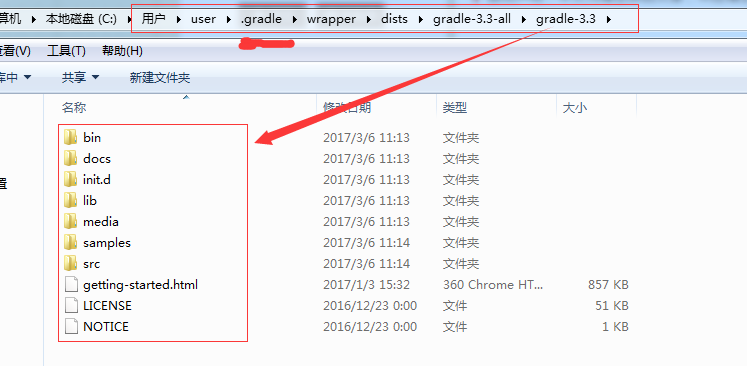 算机 ▸ 本地磁盘 (C:) ▸ 用户 ▸ user ▸ .gradle ▸ wrapper ▸ dists ▸ gradle-3.3-all ▸ gradle-3.3 ▸
查看(V) 工具(T) 帮助(H)
库中 ▼ 共享 ▼ 新建文件夹
名称 修改日期 类型 大小
bin 2017/3/6 11:13 文件夹
docs 2017/3/6 11:13 文件夹
init.d 2017/3/6 11:13 文件夹
lib 2017/3/6 11:13 文件夹
media 2017/3/6 11:13 文件夹
samples 2017/3/6 11:14 文件夹
src 2017/3/6 11:14 文件夹
置
getting-started.html 2017/1/3 15:32 360 Chrome HT... 857 KB
LICENSE 2016/12/23 0:00 文件 51 KB
NOTICE 2016/12/23 0:00 文件 1 KB